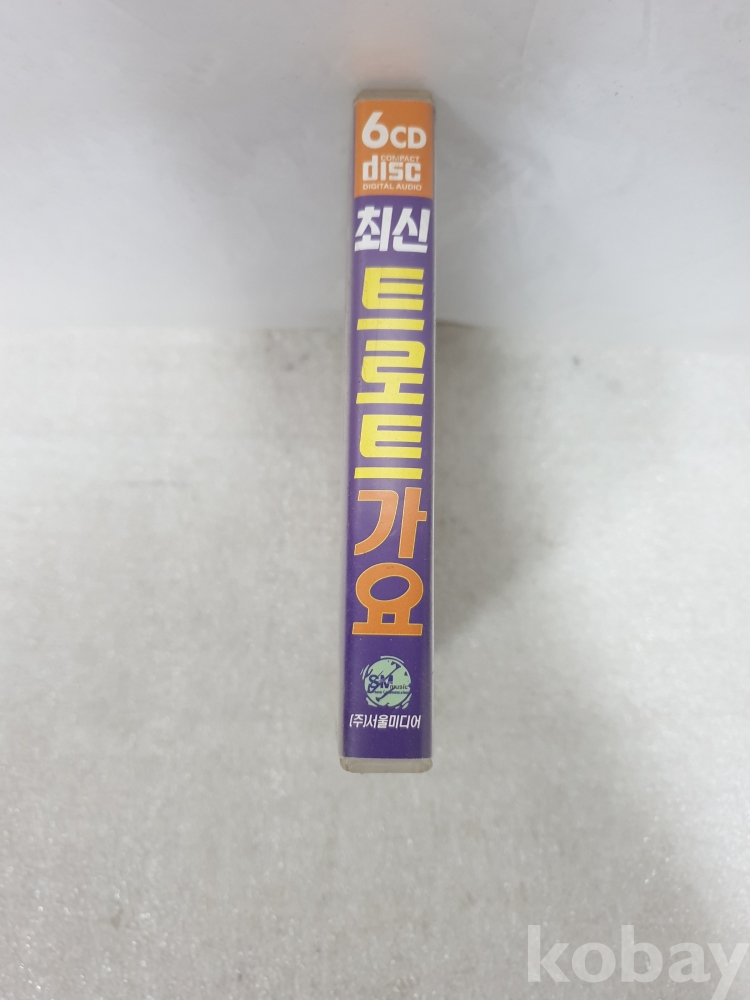 6CD
COMPACT
disc
DIGITAL AUDIO
최신
트로트
가요
SM music
(주)서울미디어
kobay